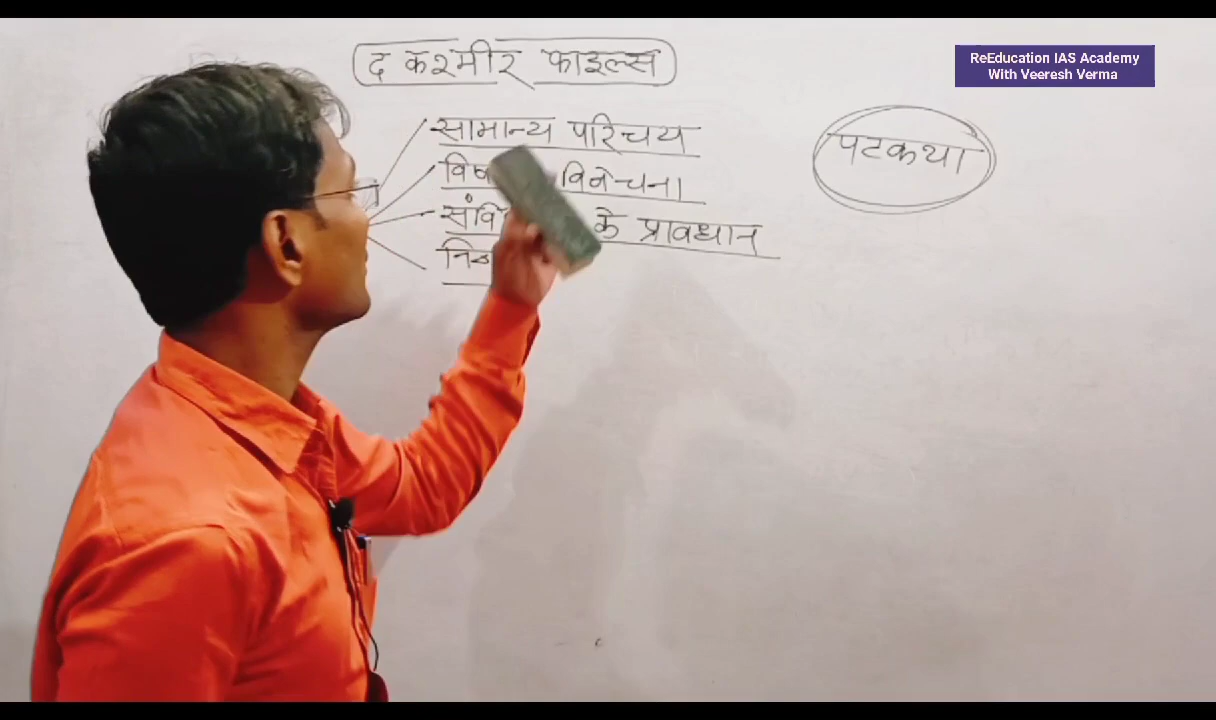 द कश्मीर फाइल्स
ReEducation IAS Academy
With Veeresh Verma
सामान्य परिचय
विवेचना
के प्रावधान
पटकथा